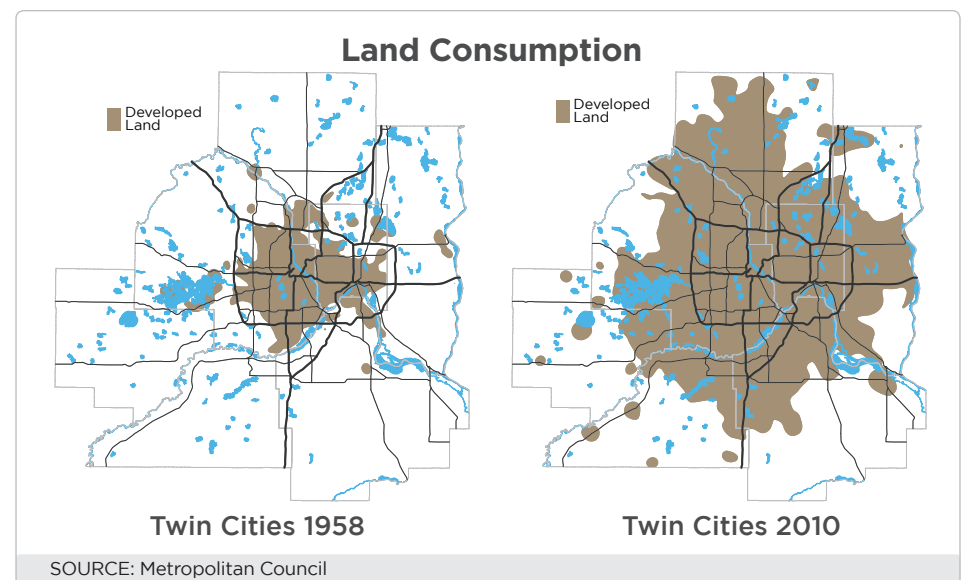 Land Consumption
Developed
Land
Developed
Land
Twin Cities 1958
Twin Cities 2010
SOURCE: Metropolitan Council